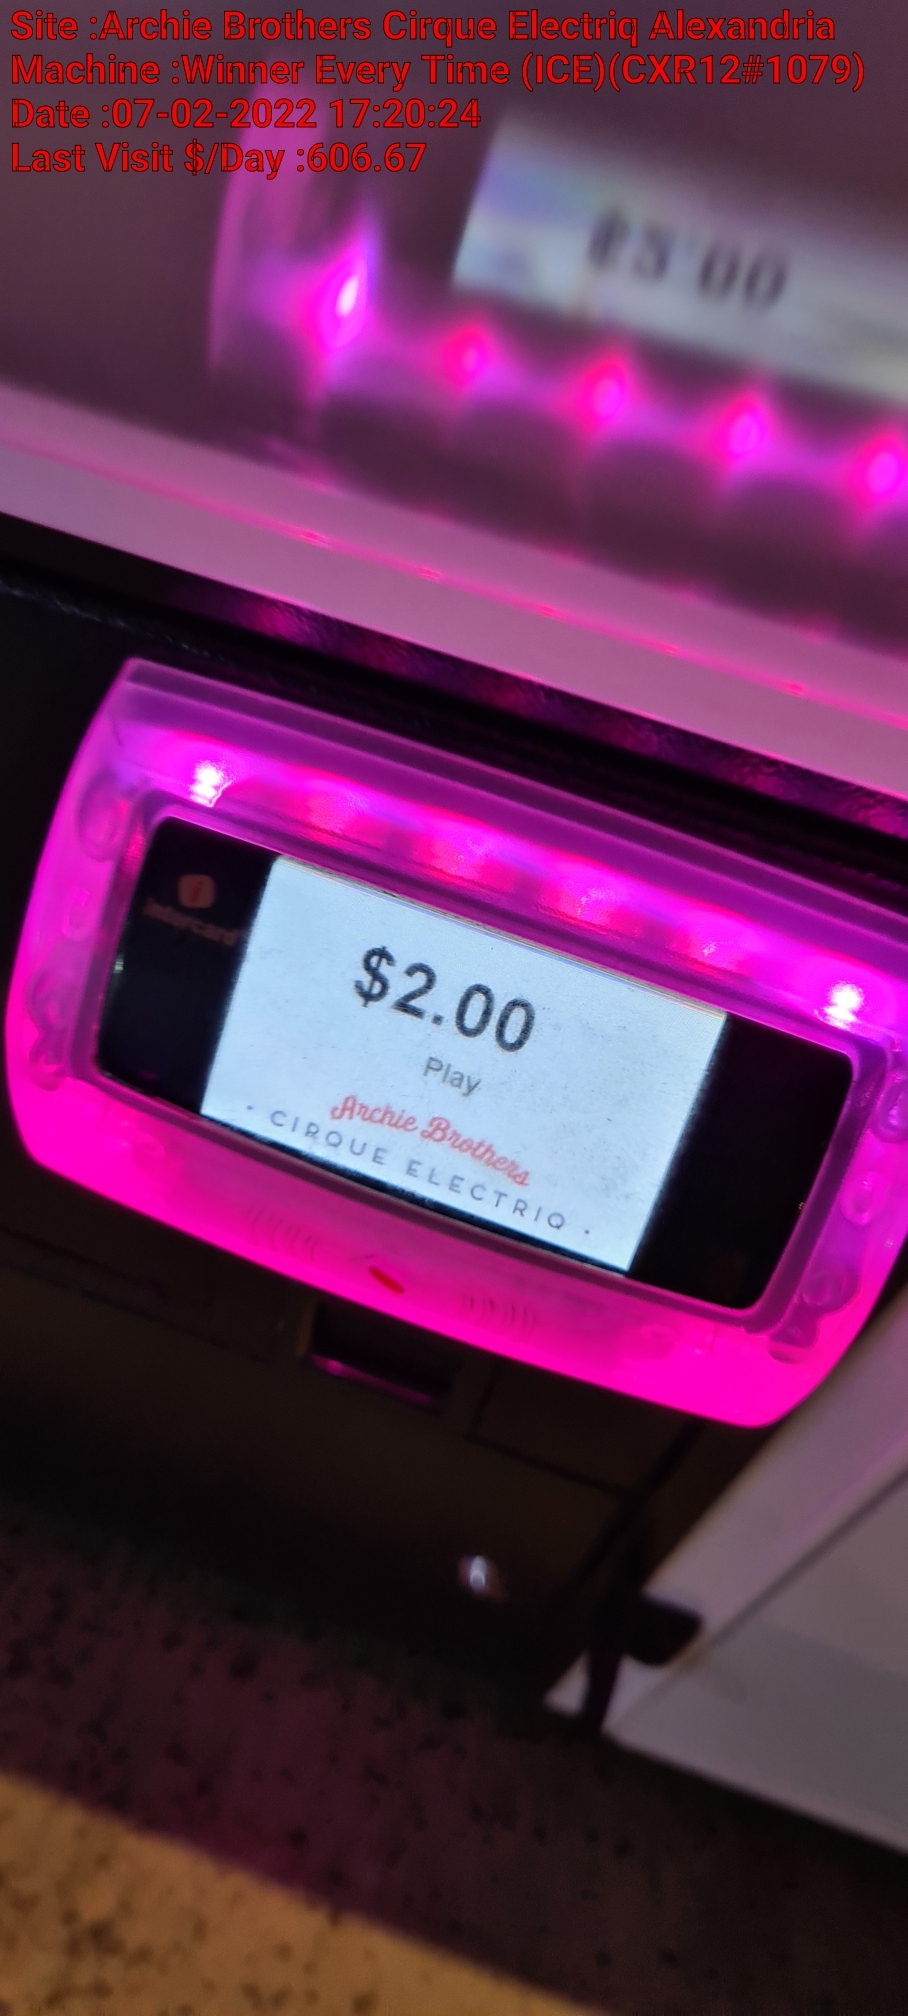 Site :Archie Brothers Cirque Electriq Alexandria
Machine :Winner Every Time (ICE)(CXR12#1079)
Date :07-02-2022 17:20:24
Last Visit $/Day :606.67
intercard
$2.00
Play
Archie Brothers
· CIRQUE ELECTRIQ ·